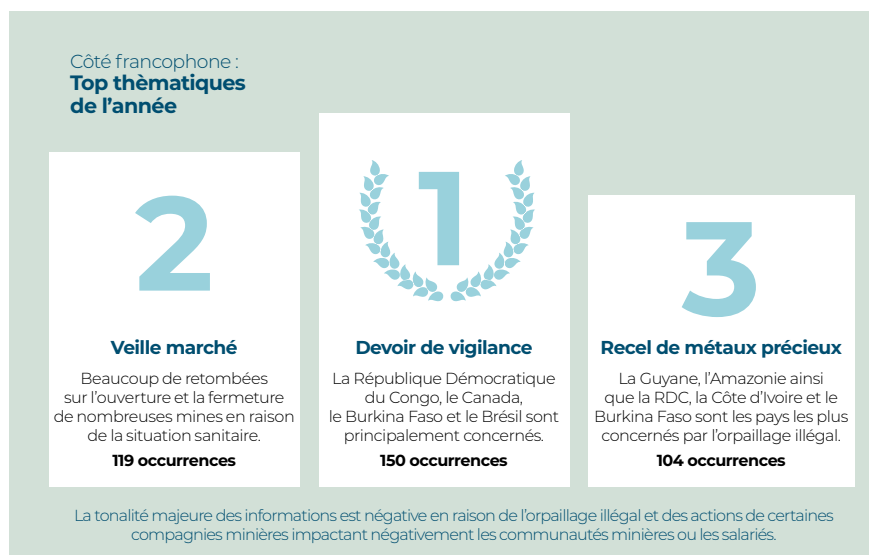 Côté francophone :
Top thèmatiques
de l’année
2
Veille marché
Beaucoup de retombées
sur l’ouverture et la fermeture
de nombreuses mines en raison
de la situation sanitaire.
119 occurrences
1
Devoir de vigilance
La République Démocratique
du Congo, le Canada,
le Burkina Faso et le Brésil sont
principalement concernés.
150 occurrences
3
Recel de métaux précieux
La Guyane, l’Amazonie ainsi
que la RDC, la Côte d’Ivoire et le
Burkina Faso sont les pays les plus
concernés par l’orpaillage illégal.
104 occurrences
La tonalité majeure des informations est négative en raison de l’orpaillage illégal et des actions de certaines
compagnies minières impactant négativement les communautés minières ou les salariés.